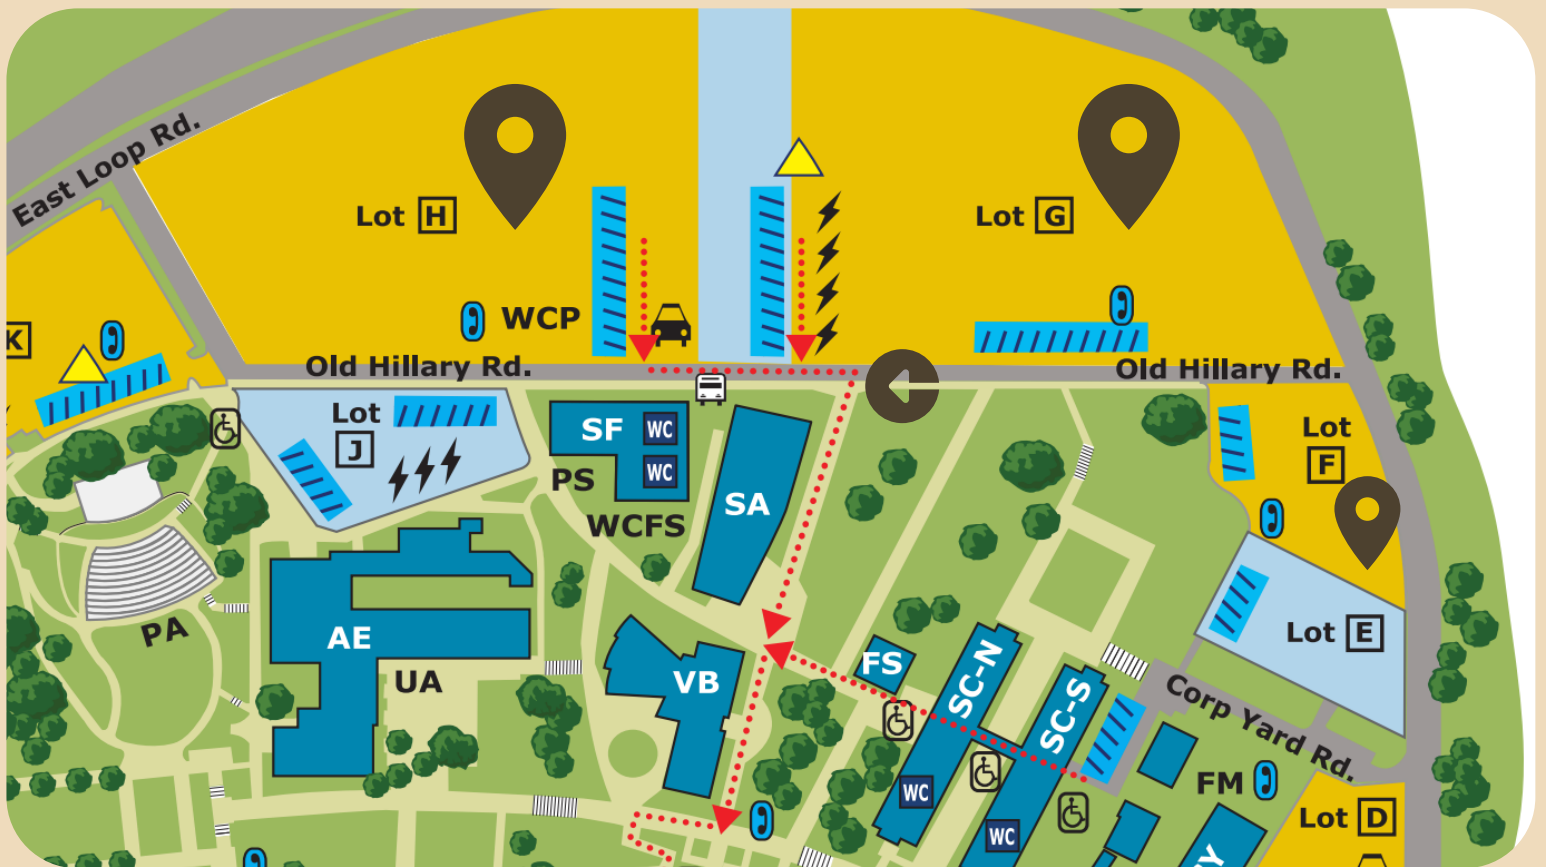 East Loop Rd.
Lot H
Lot G
WCP
K
Old Hillary Rd.
Old Hillary Rd.
Lot
J
SF WC
WC
PS
WCFS
SA
Lot
F
PA
AE
UA
VB
FS
SC-N
SC-S
Lot E
Corp Yard Rd.
WC
WC
FM
Lot D